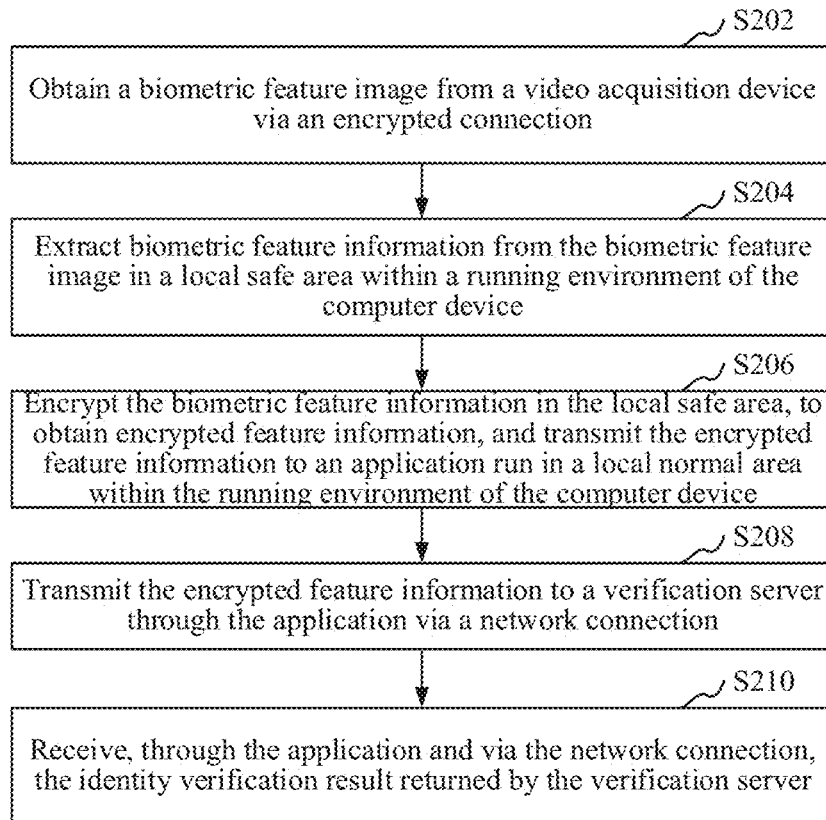 S202
Obtain a biometric feature image from a video acquisition device
via an encrypted connection
S204
Extract biometric feature information from the biometric feature
image in a local safe area within a running environment of the
computer device
S206
Encrypt the biometric feature information in the local safe area, to
obtain encrypted feature information, and transmit the encrypted
feature information to an application run in a local normal area
within the running environment of the computer device
S208
Transmit the encrypted feature information to a verification server
through the application via a network connection
S210
Receive, through the application and via the network connection,
the identity verification result returned by the verification server